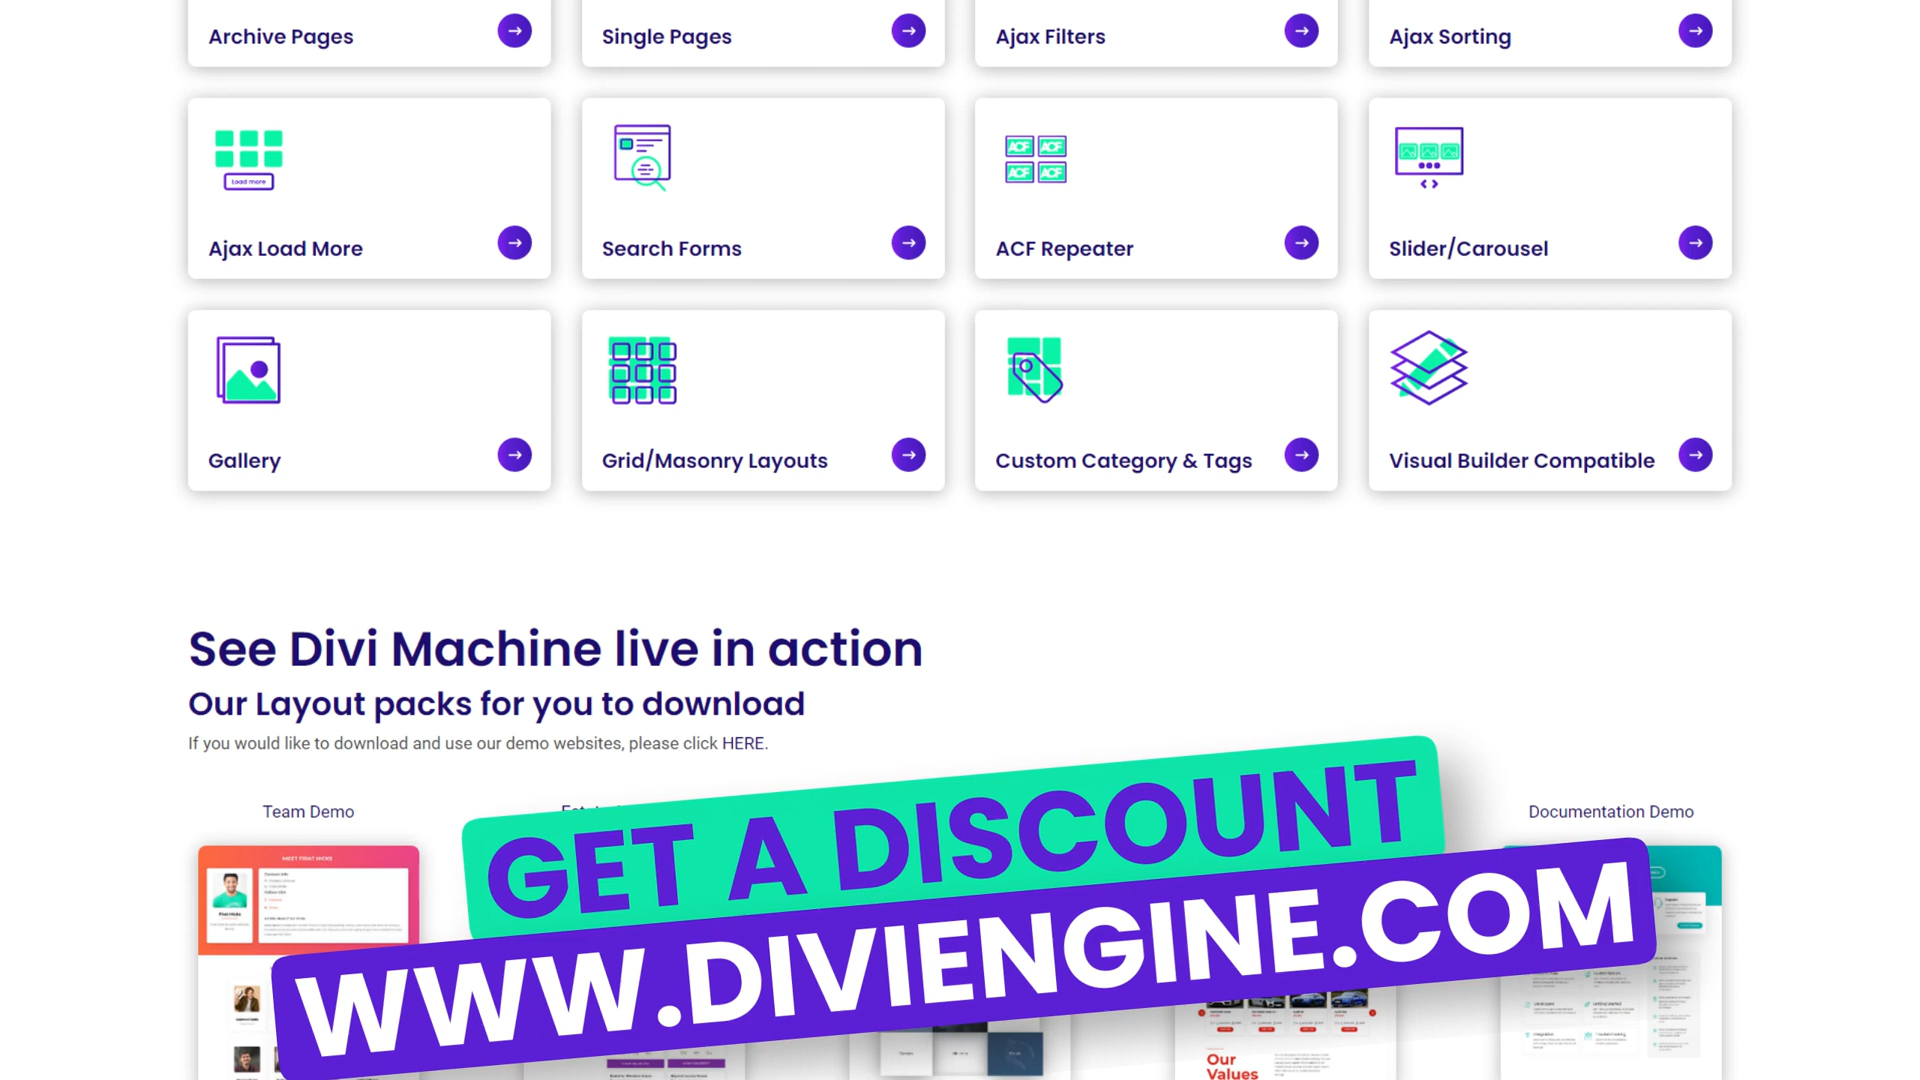 Archive Pages
Single Pages
Ajax Filters
Ajax Sorting
Load more
ACF ACF
ACF ACF
Ajax Load More
Search Forms
ACF Repeater
Slider/Carousel
Gallery
Grid/Masonry Layouts
Custom Category & Tags
Visual Builder Compatible
See Divi Machine live in action
Our Layout packs for you to download
If you would like to download and use our demo websites, please click HERE.
Team Demo
Documentation Demo
GET A DISCOUNT
WWW.DIVIENGINE.COM
Our
Values